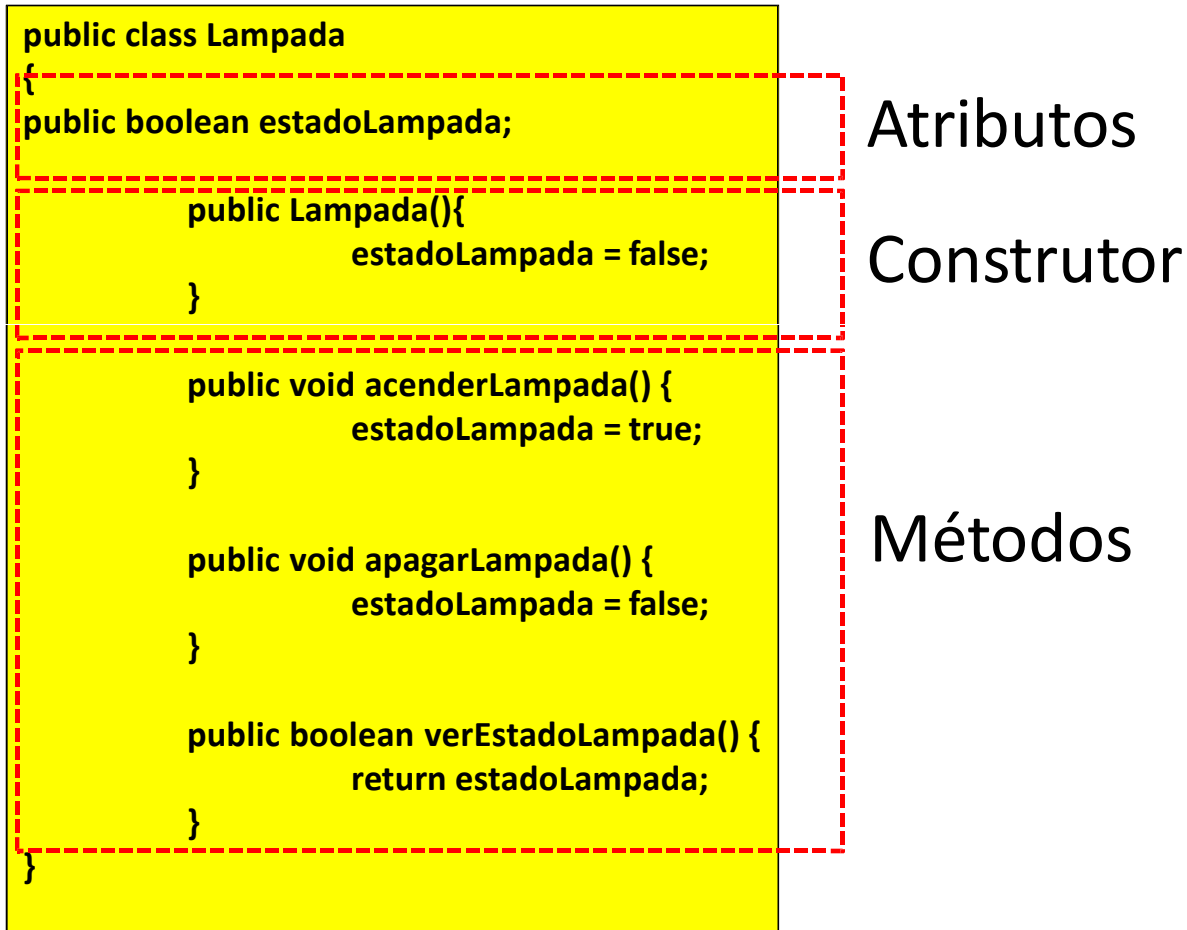 public class Lampada
{
public boolean estadoLampada;
Atributos
public Lampada(){
estadoLampada = false;
}
Construtor
public void acenderLampada() {
estadoLampada = true;
}
public void apagarLampada() {
estadoLampada = false;
}
public boolean verEstadoLampada() {
return estadoLampada;
}
}
Métodos